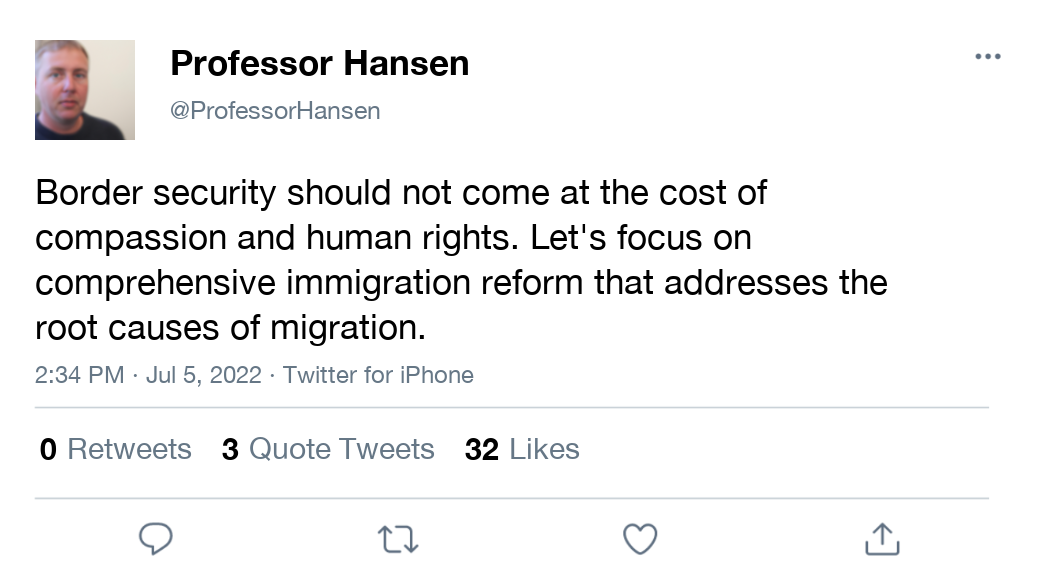 Professor Hansen
@ProfessorHansen
Border security should not come at the cost of
compassion and human rights. Let's focus on
comprehensive immigration reform that addresses the
root causes of migration.
2:34 PM · Jul 5, 2022 · Twitter for iPhone
0 Retweets 3 Quote Tweets 32 Likes